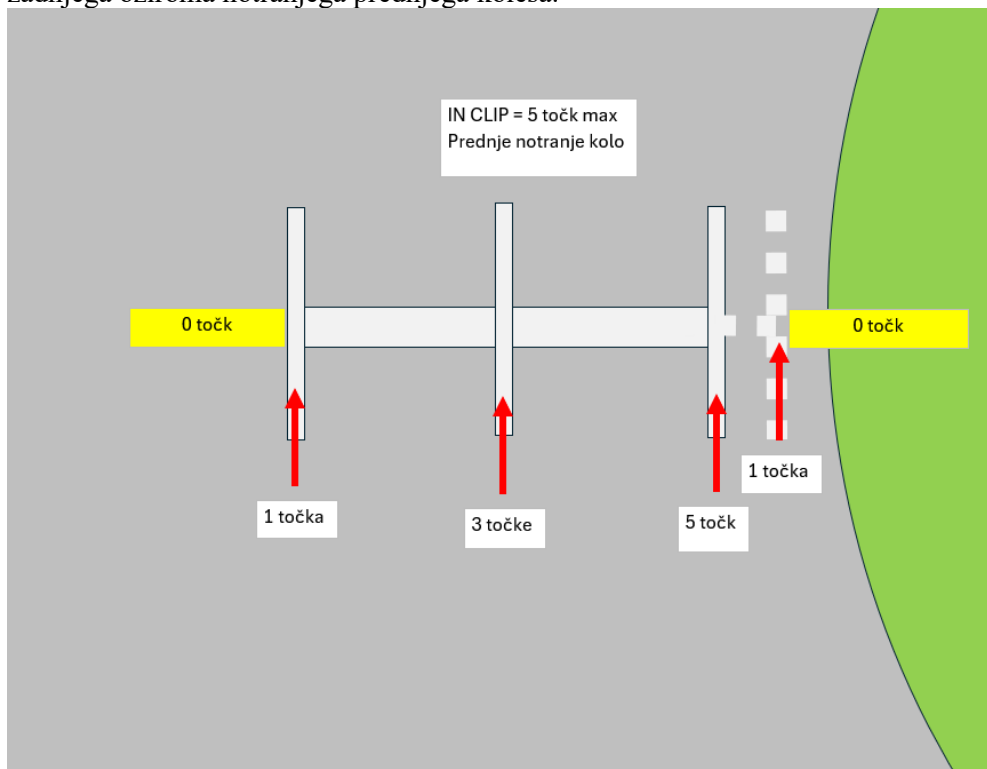 zadnjega oziroma notranjega prednjega kolesa.
IN CLIP = 5 točk max
Prednje notranje kolo
0 točk
0 točk
1 točka
1 točka
3 točke
5 točk